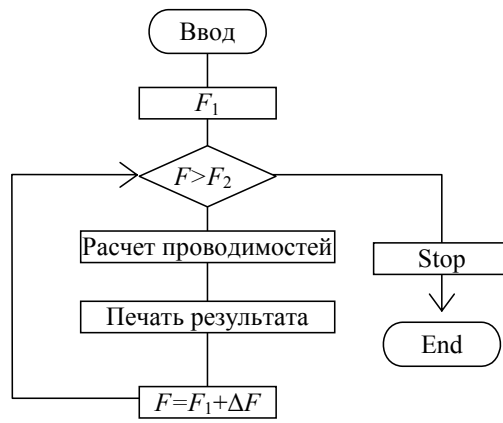 Ввод
F₁
F>F₂
Расчет проводимостей
Stop
Печать результата
End
F=F₁+ΔF